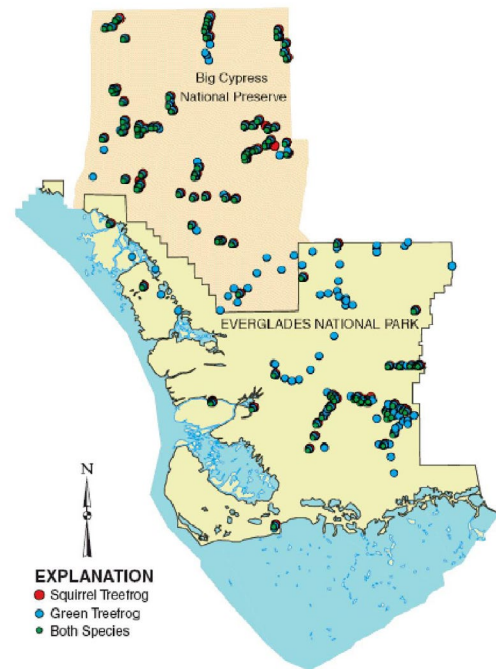 Big Cypress
National Preserve
EVERGLADES NATIONAL PARK
N
EXPLANATION
Squirrel Treefrog
Green Treefrog
Both Species